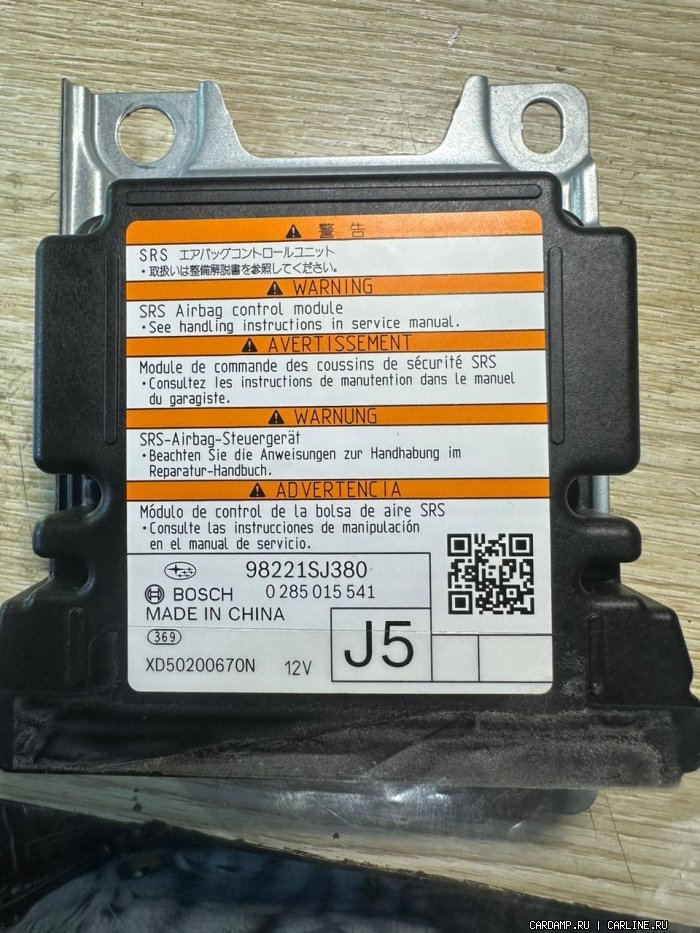 警告
SRS エアバッグコントロールユニット
・取扱いは整備解説書を参照してください。
WARNING
SRS Airbag control module
・See handling instructions in service manual.
AVERTISSEMENT
Module de commande des coussins de sécurité SRS
・Consultez les instructions de manutention dans le manuel
du garagiste.
WARNUNG
SRS-Airbag-Steuergerät
・Beachten Sie die Anweisungen zur Handhabung im
Reparatur-Handbuch.
ADVERTENCIA
Módulo de control de la bolsa de aire SRS
・Consulte las instrucciones de manipulación
en el manual de servicio.
98221SJ380
BOSCH 0 285 015 541
MADE IN CHINA
369
J5
XD50200670N 12V
CARDAMP.RU | CARLINE.RU